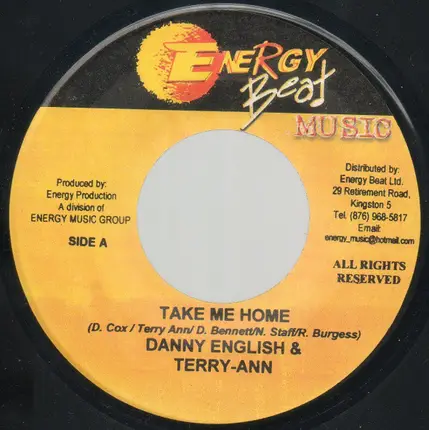 ENERGY
Beat
MUSIC
Produced by:
Energy Production
A division of
ENERGY MUSIC GROUP
SIDE A
Distributed by:
Energy Beat Ltd.
29 Retirement Road,
Kingston 5
Tel: (876) 968-5817
Email:
energy_music@hotmail.com
ALL RIGHTS
RESERVED
TAKE ME HOME
(D. Cox / Terry Ann/ D. Bennett/N. Staff/R. Burgess)
DANNY ENGLISH &
TERRY-ANN